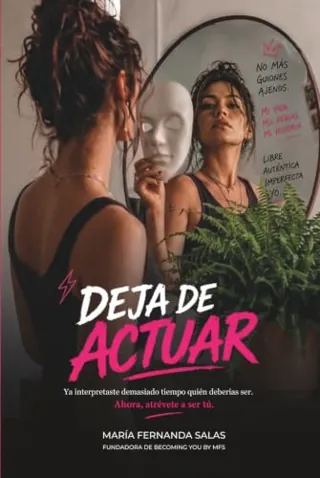 NO MÁS
GUIONES
AJENOS.
MI VIDA
MIS REGLAS
MI HISTORIA
LIBRE
AUTÉNTICA
IMPERFECTA
YO.
DEJA DE
ACTUAR
Ya interpretaste demasiado tiempo quién deberías ser.
Ahora, atrévete a ser tú.
MARÍA FERNANDA SALAS
FUNDADORA DE BECOMING YOU BY MFS